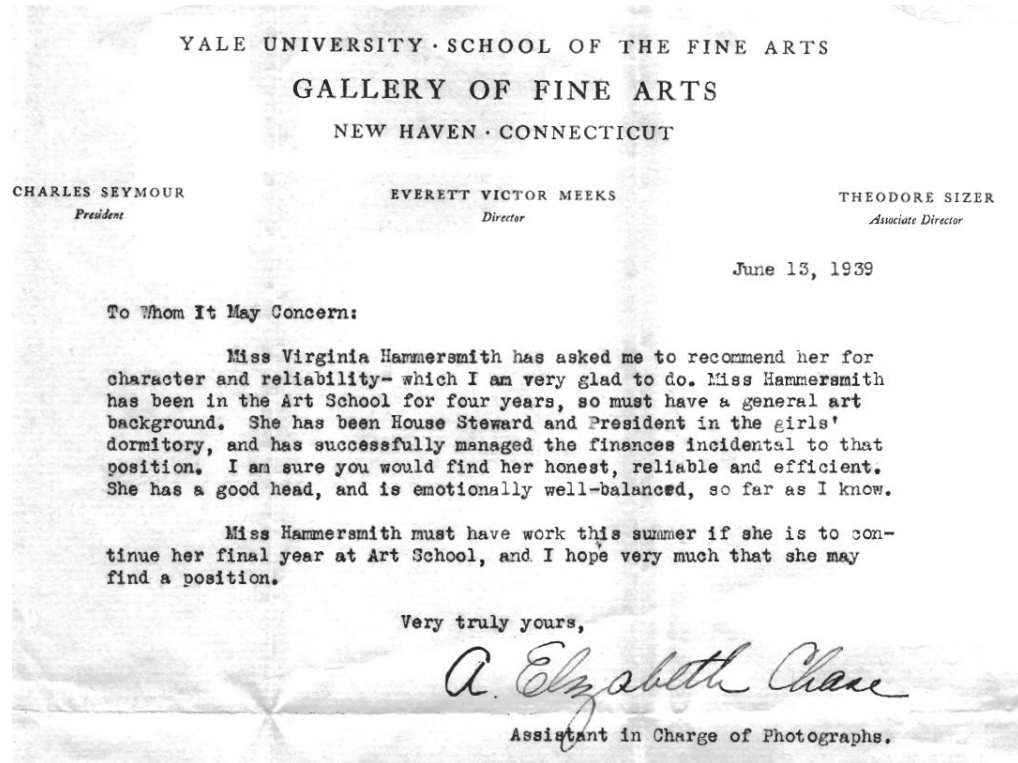 YALE UNIVERSITY · SCHOOL OF THE FINE ARTS
GALLERY OF FINE ARTS
NEW HAVEN · CONNECTICUT
CHARLES SEYMOUR
President
EVERETT VICTOR MEEKS
Director
THEODORE SIZER
Associate Director
June 13, 1939
To Whom It May Concern:
Miss Virginia Hammersmith has asked me to recommend her for
character and reliability- which I am very glad to do. Miss Hammersmith
has been in the Art School for four years, so must have a general art
background. She has been House Steward and President in the girls'
dormitory, and has successfully managed the finances incidental to that
position. I am sure you would find her honest, reliable and efficient.
She has a good head, and is emotionally well-balanced, so far as I know.
Miss Hammersmith must have work this summer if she is to con-
tinue her final year at Art School, and I hope very much that she may
find a position.
Very truly yours,
A. Elizabeth Chase
Assistant in Charge of Photographs.